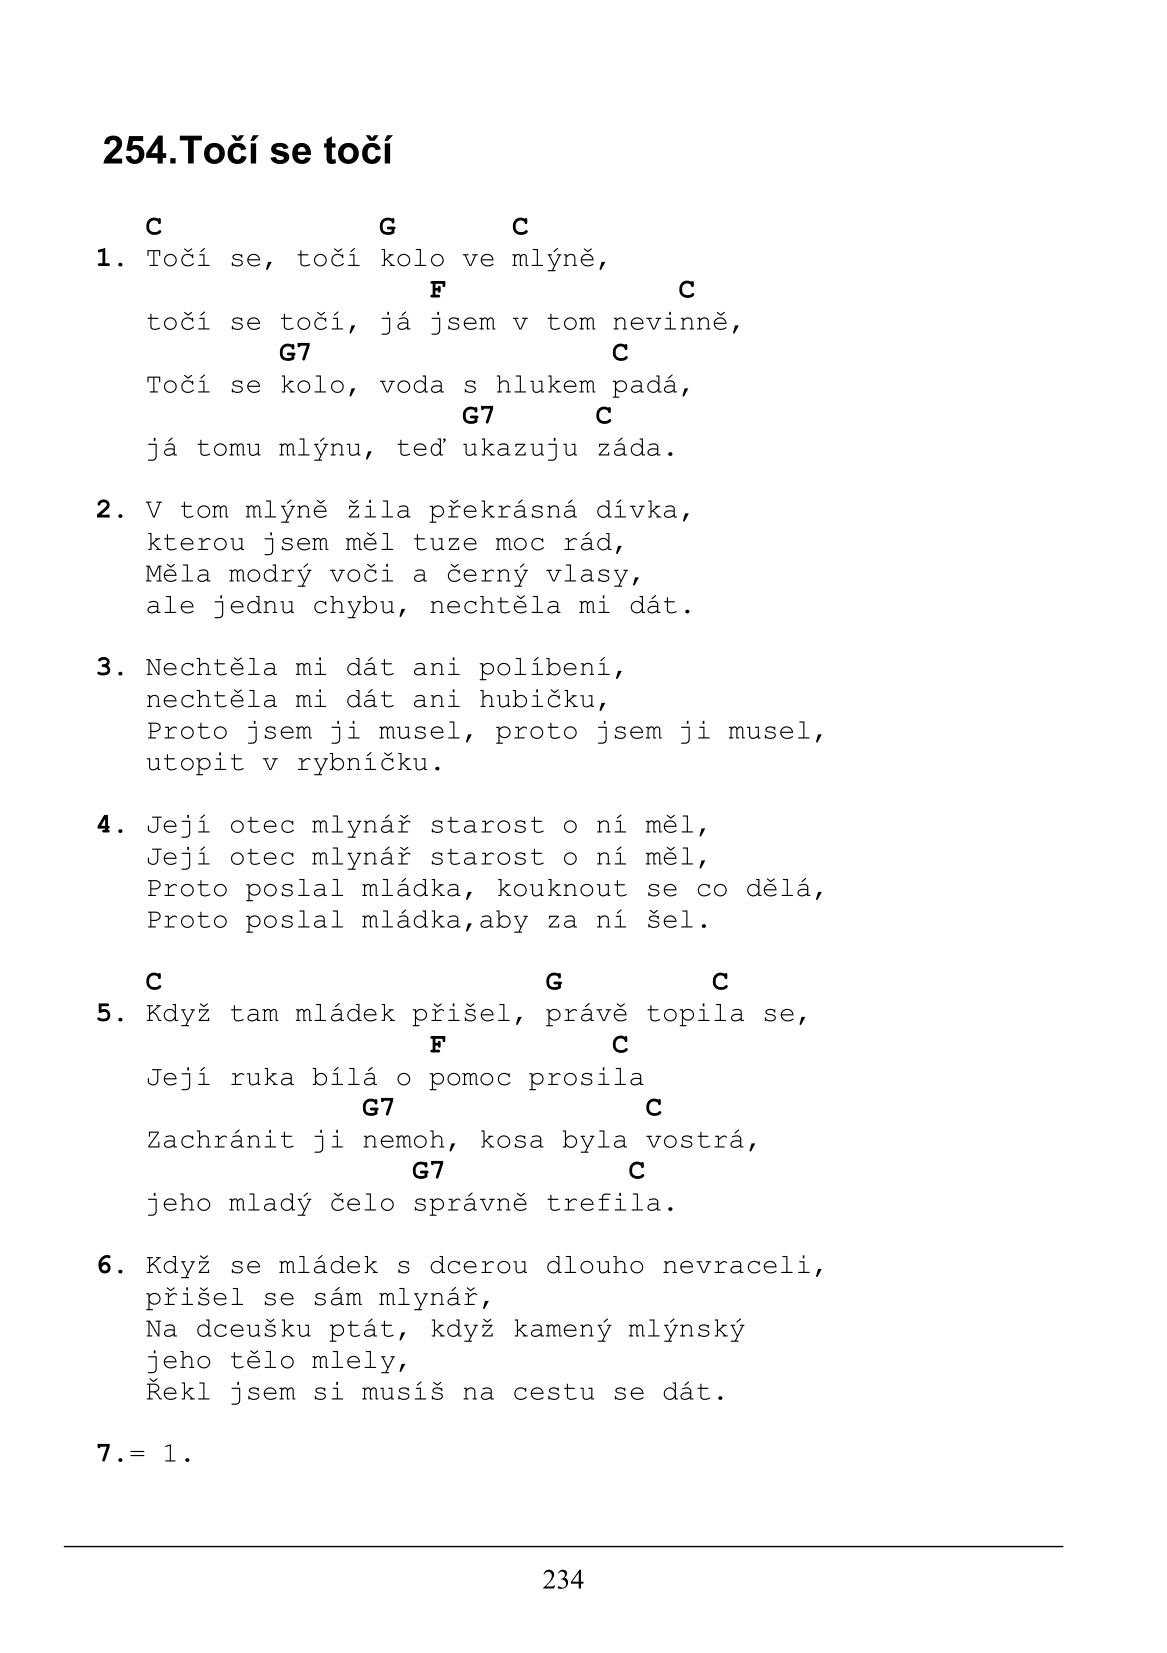 254.Točí se točí
C G C
1. Točí se, točí kolo ve mlýně,
F C
točí se točí, já jsem v tom nevinně,
G7 C
Točí se kolo, voda s hlukem padá,
G7 C
já tomu mlýnu, teď ukazuju záda.
2. V tom mlýně žila překrásná dívka,
kterou jsem měl tuze moc rád,
Měla modrý voči a černý vlasy,
ale jednu chybu, nechtěla mi dát.
3. Nechtěla mi dát ani políbení,
nechtěla mi dát ani hubičku,
Proto jsem ji musel, proto jsem ji musel,
utopit v rybníčku.
4. Její otec mlynář starost o ní měl,
Její otec mlynář starost o ní měl,
Proto poslal mládka, kouknout se co dělá,
Proto poslal mládka,aby za ní šel.
C G C
5. Když tam mládek přišel, právě topila se,
F C
Její ruka bílá o pomoc prosila
G7 C
Zachránit ji nemoh, kosa byla vostrá,
G7 C
jeho mladý čelo správně trefila.
6. Když se mládek s dcerou dlouho nevraceli,
přišel se sám mlynář,
Na dceušku ptát, když kamený mlýnský
jeho tělo mlely,
Řekl jsem si musíš na cestu se dát.
7.= 1.
234